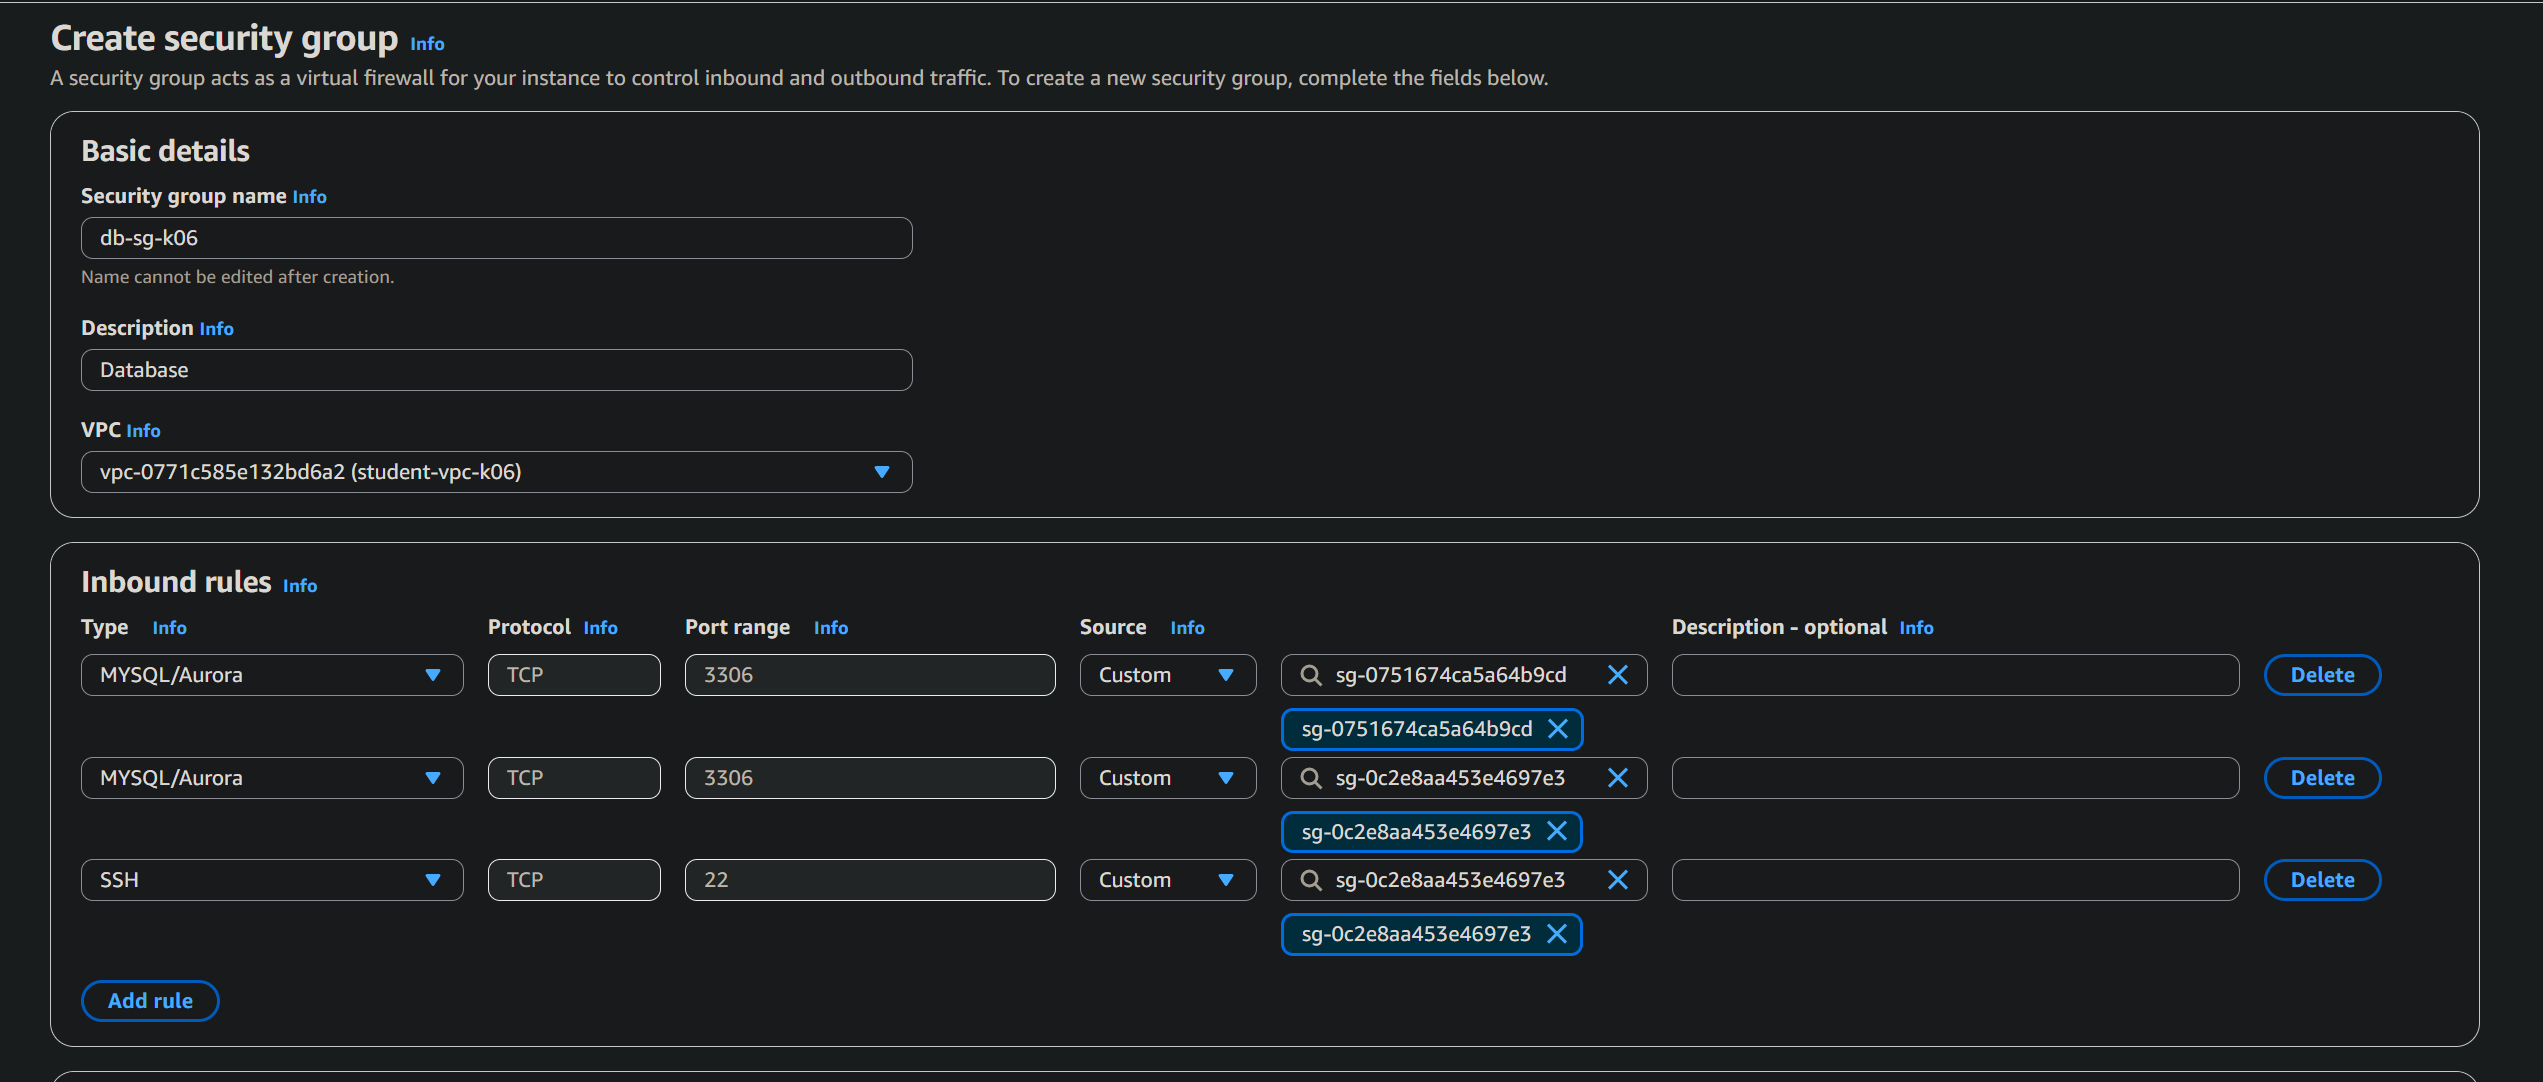 Create security group Info
A security group acts as a virtual firewall for your instance to control inbound and outbound traffic. To create a new security group, complete the fields below.
Basic details
Security group name Info
db-sg-k06
Name cannot be edited after creation.
Description Info
Database
VPC Info
vpc-0771c585e132bd6a2 (student-vpc-k06)
Inbound rules Info
Type Info Protocol Info Port range Info Source Info Description - optional Info
MYSQL/Aurora TCP 3306 Custom sg-0751674ca5a64b9cd Delete
sg-0751674ca5a64b9cd
MYSQL/Aurora TCP 3306 Custom sg-0c2e8aa453e4697e3 Delete
sg-0c2e8aa453e4697e3
SSH TCP 22 Custom sg-0c2e8aa453e4697e3 Delete
sg-0c2e8aa453e4697e3
Add rule